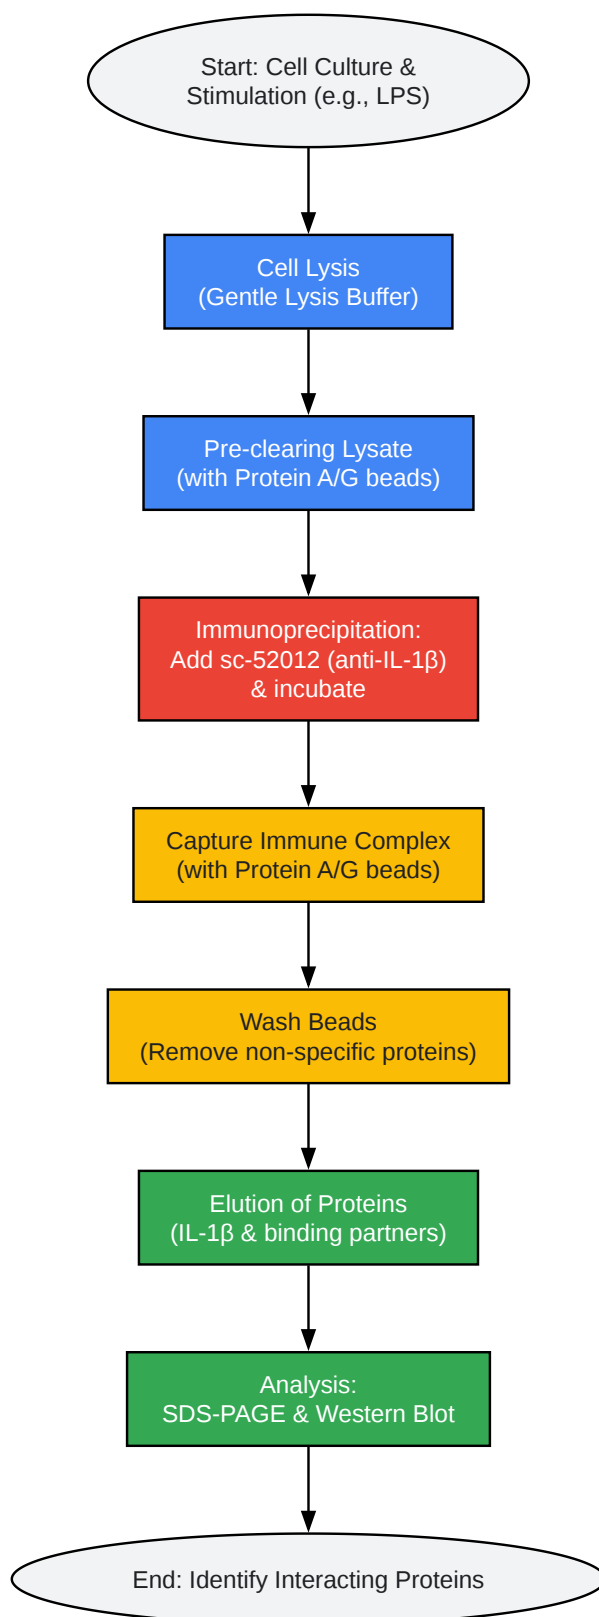 Start: Cell Culture &
Stimulation (e.g., LPS)
Cell Lysis
(Gentle Lysis Buffer)
Pre-clearing Lysate
(with Protein A/G beads)
Immunoprecipitation:
Add sc-52012 (anti-IL-1β)
& incubate
Capture Immune Complex
(with Protein A/G beads)
Wash Beads
(Remove non-specific proteins)
Elution of Proteins
(IL-1β & binding partners)
Analysis:
SDS-PAGE & Western Blot
End: Identify Interacting Proteins